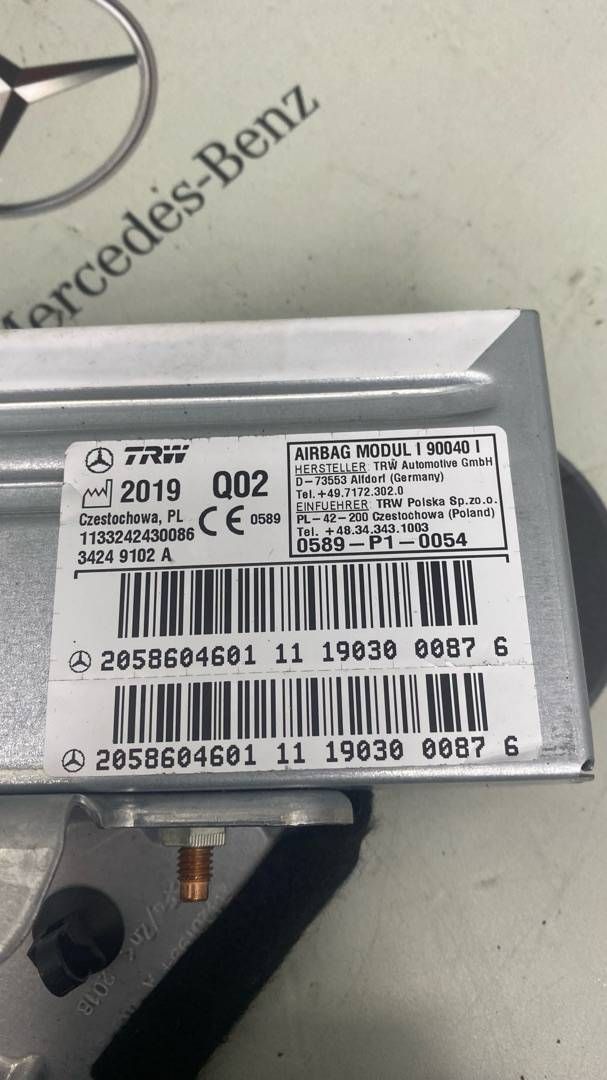 Mercedes-Benz
TRW
2019 Q02
Czestochowa, PL
1133242430086
3424 9102 A
CE 0589
AIRBAG MODUL I 90040 I
HERSTELLER: TRW Automotive GmbH
D-73553 Alfdorf (Germany)
Tel.+49.7172.302.0
EINFUEHRER: TRW Polska Sp.zo.o.
PL-42-200 Czestochowa (Poland)
Tel. +48.34.343.1003
0589-P1-0054
2058604601 11 19030 0087 6
2058604601 11 19030 0087 6
2018